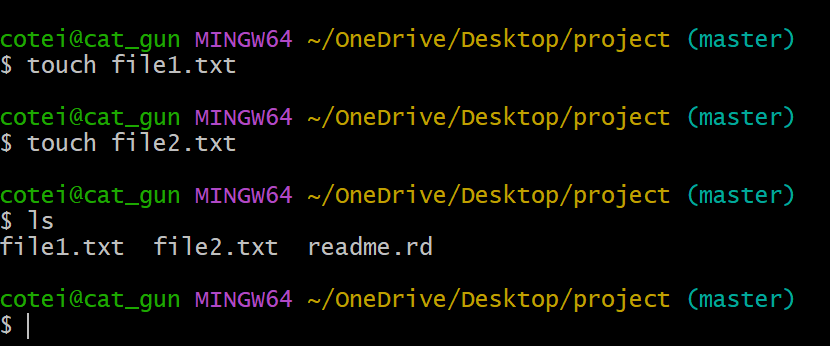 cotei@cat_gun MINGW64 ~/OneDrive/Desktop/project (master)
$ touch file1.txt
cotei@cat_gun MINGW64 ~/OneDrive/Desktop/project (master)
$ touch file2.txt
cotei@cat_gun MINGW64 ~/OneDrive/Desktop/project (master)
$ ls
file1.txt  file2.txt  readme.rd
cotei@cat_gun MINGW64 ~/OneDrive/Desktop/project (master)
$